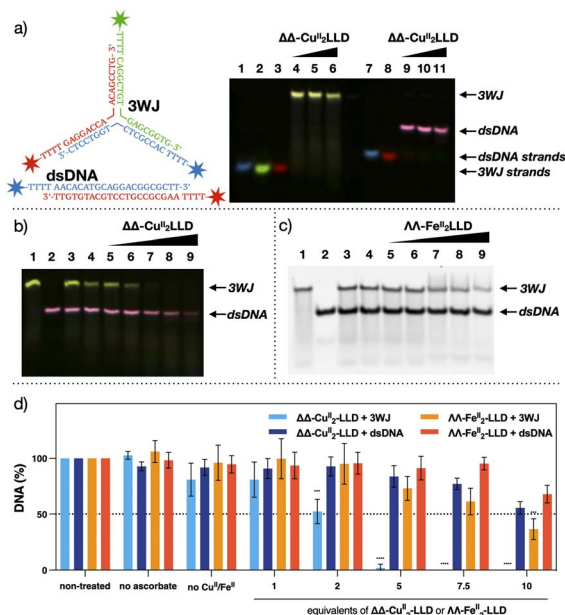 a)
TTTT CAGGCTGT
ACAGCCTG- 3'
3WJ
TTTT GAGGACCA
GAGCGGTG- 3'
3'-CTCCTGGT
CTCGCCAC TTTT
dsDNA
TTTT AACACATGCAGGACGGCGCTT-3'
3'-TTGTGTACGTCCTGCCGCGAA TTTT
ΔΔ-Cuᴵᴵ₂LLD
ΔΔ-Cuᴵᴵ₂LLD
1 2 3 4 5 6 7 8 9 10 11
3WJ
dsDNA
dsDNA strands
3WJ strands
b)
ΔΔ-Cuᴵᴵ₂LLD
1 2 3 4 5 6 7 8 9
3WJ
dsDNA
c)
ΛΛ-Feᴵᴵ₂LLD
1 2 3 4 5 6 7 8 9
3WJ
dsDNA
d)
ΔΔ-Cuᴵᴵ₂-LLD + 3WJ
ΛΛ-Feᴵᴵ₂-LLD + 3WJ
ΔΔ-Cuᴵᴵ₂-LLD + dsDNA
ΛΛ-Feᴵᴵ₂-LLD + dsDNA
DNA (%)
100
50
0
non-treated
no ascorbate
no Cuᴵᴵ/Feᴵᴵ
1 2 5 7.5 10
equivalents of ΔΔ-Cuᴵᴵ₂-LLD or ΛΛ-Feᴵᴵ₂-LLD